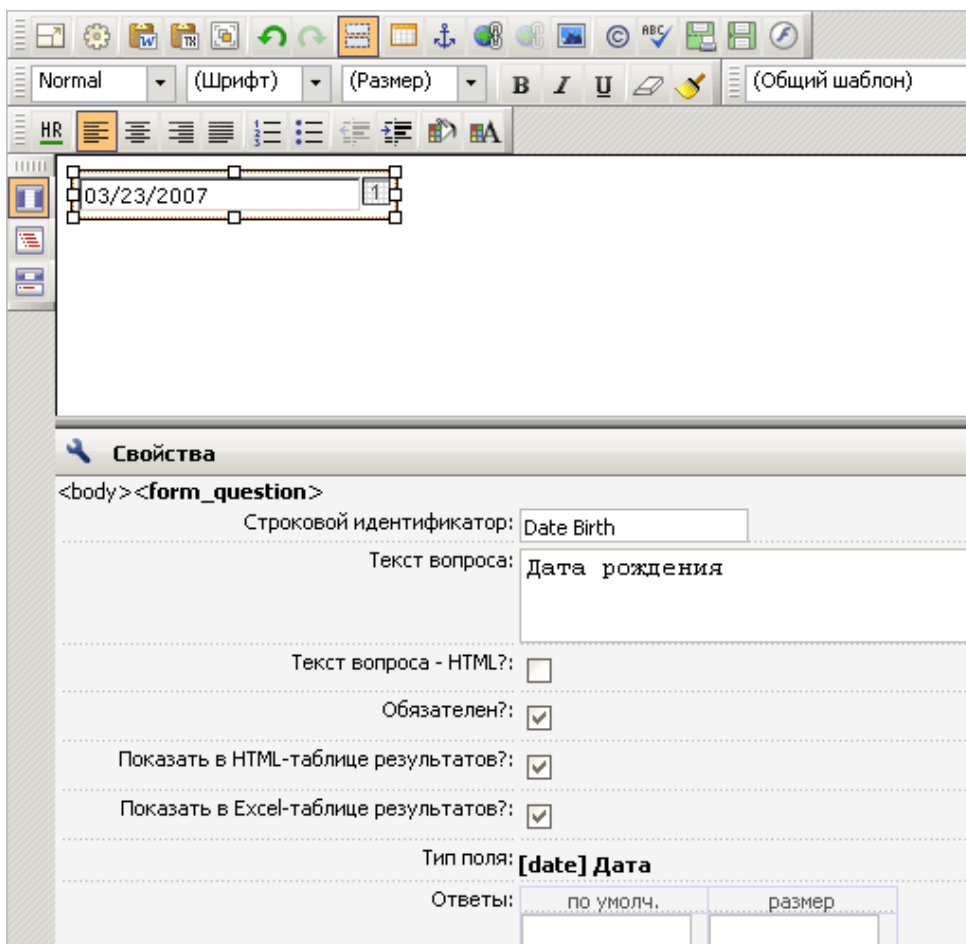 Normal (Шрифт) (Размер) B I U (Общий шаблон)
HR
03/23/2007
Свойства
<body><form_question>
Строковой идентификатор: Date Birth
Текст вопроса: Дата рождения
Текст вопроса - HTML?:
Обязателен?:
Показать в HTML-таблице результатов?:
Показать в Excel-таблице результатов?:
Тип поля: [date] Дата
Ответы: по умолч. размер